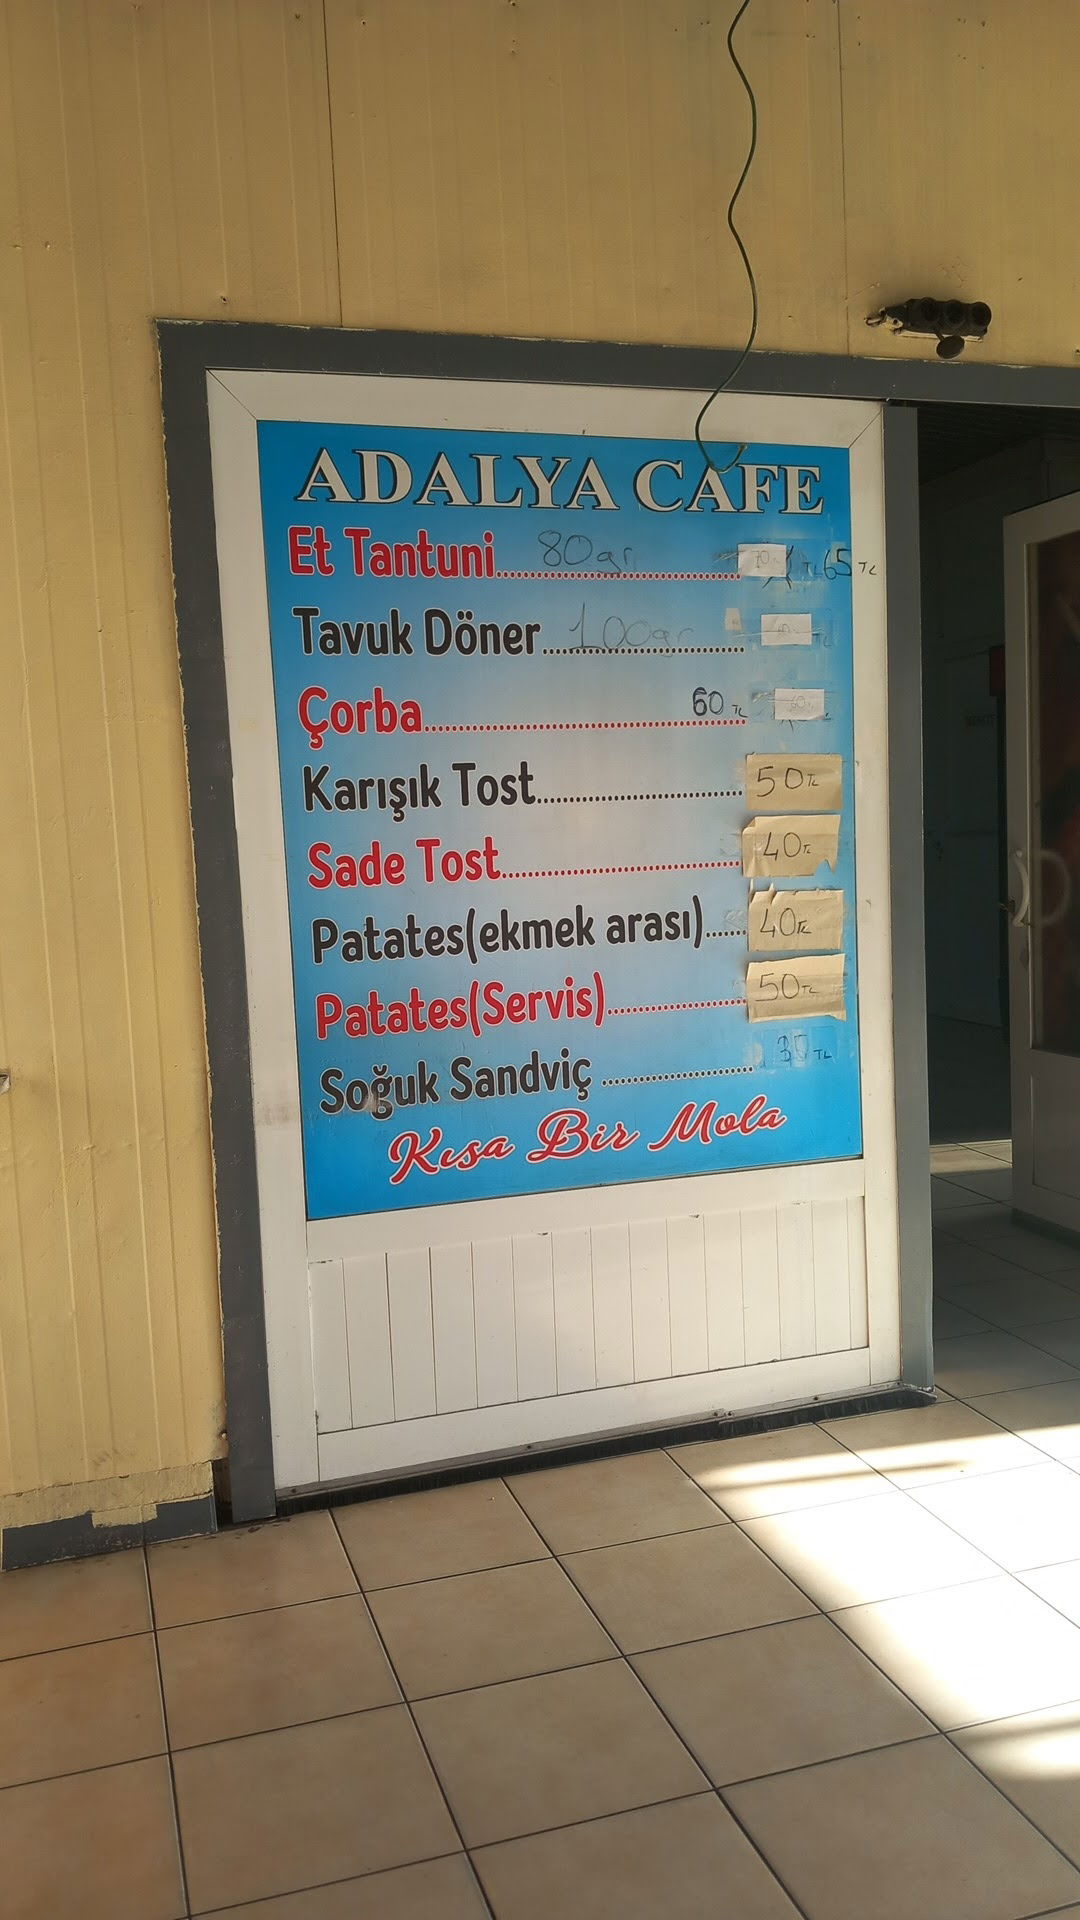 ADALYA CAFE
Et Tantuni 80gr 65 TL
Tavuk Döner 100gr TL
Çorba 60 TL
Karışık Tost 50 TL
Sade Tost 40 TL
Patates(ekmek arası) 40 TL
Patates(Servis) 50 TL
Soğuk Sandviç 35 TL
Kısa Bir Mola